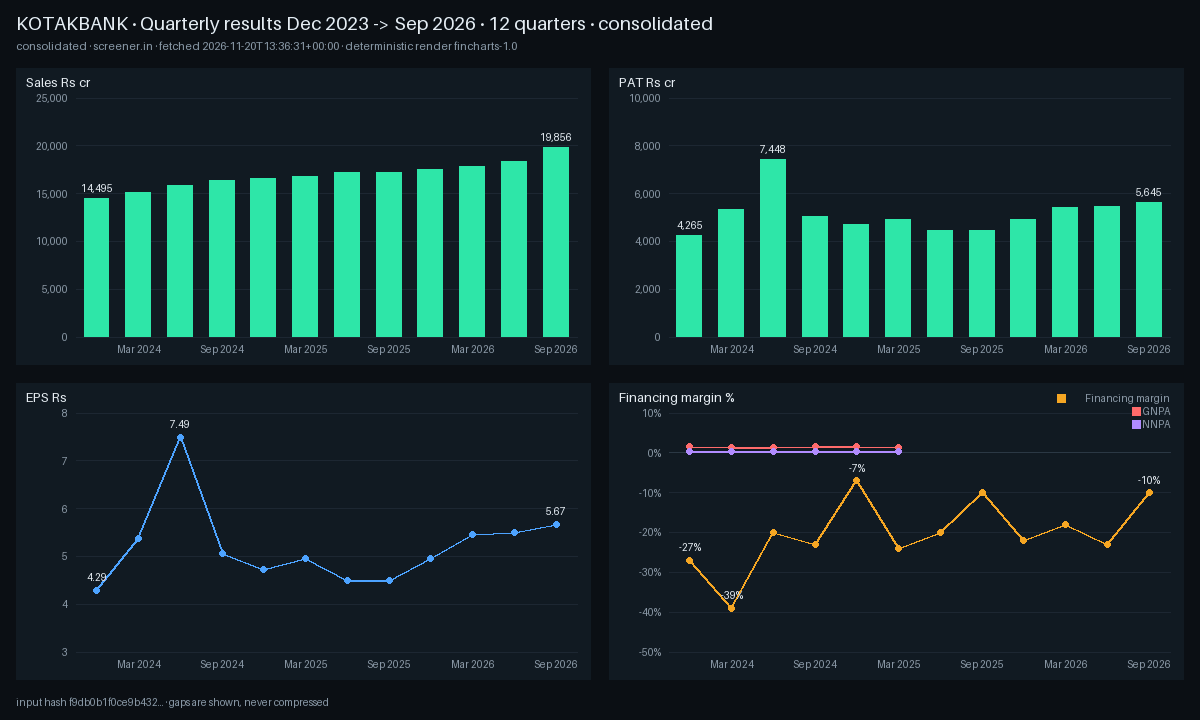 KOTAKBANK · Quarterly results Dec 2023 -> Sep 2026 · 12 quarters · consolidated
consolidated · screener.in · fetched 2026-11-20T13:36:31+00:00 · deterministic render fincharts-1.0
Sales Rs cr
25,000
20,000
15,000
10,000
5,000
0
14,495
19,856
Mar 2024
Sep 2024
Mar 2025
Sep 2025
Mar 2026
Sep 2026
PAT Rs cr
10,000
8,000
6,000
4,000
2,000
0
4,265
7,448
5,645
Mar 2024
Sep 2024
Mar 2025
Sep 2025
Mar 2026
Sep 2026
EPS Rs
8
7
6
5
4
3
4.29
7.49
5.67
Mar 2024
Sep 2024
Mar 2025
Sep 2025
Mar 2026
Sep 2026
Financing margin %
Financing margin
GNPA
NNPA
10%
0%
-10%
-20%
-30%
-40%
-50%
-27%
-39%
-7%
-10%
Mar 2024
Sep 2024
Mar 2025
Sep 2025
Mar 2026
Sep 2026
input hash f9db0b1f0ce9b432… · gaps are shown, never compressed